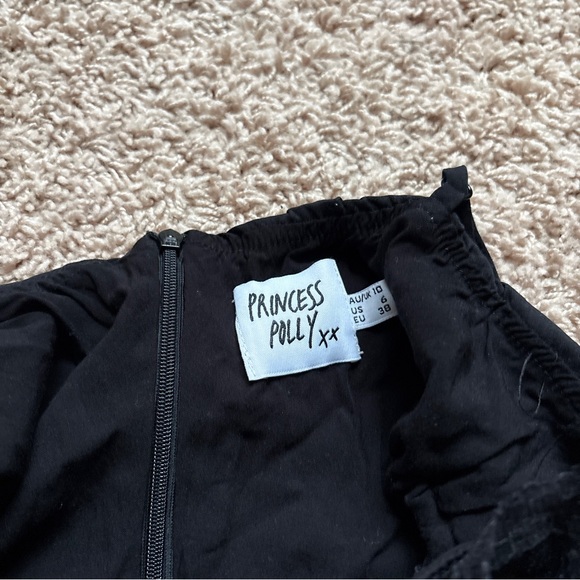 PRINCESS
POLLY xx
AU/UK 10
US 6
EU 38